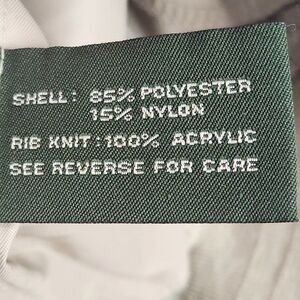 SHELL: 85% POLYESTER
15% NYLON
RIB KNIT:100% ACRYLIC
SEE REVERSE FOR CARE